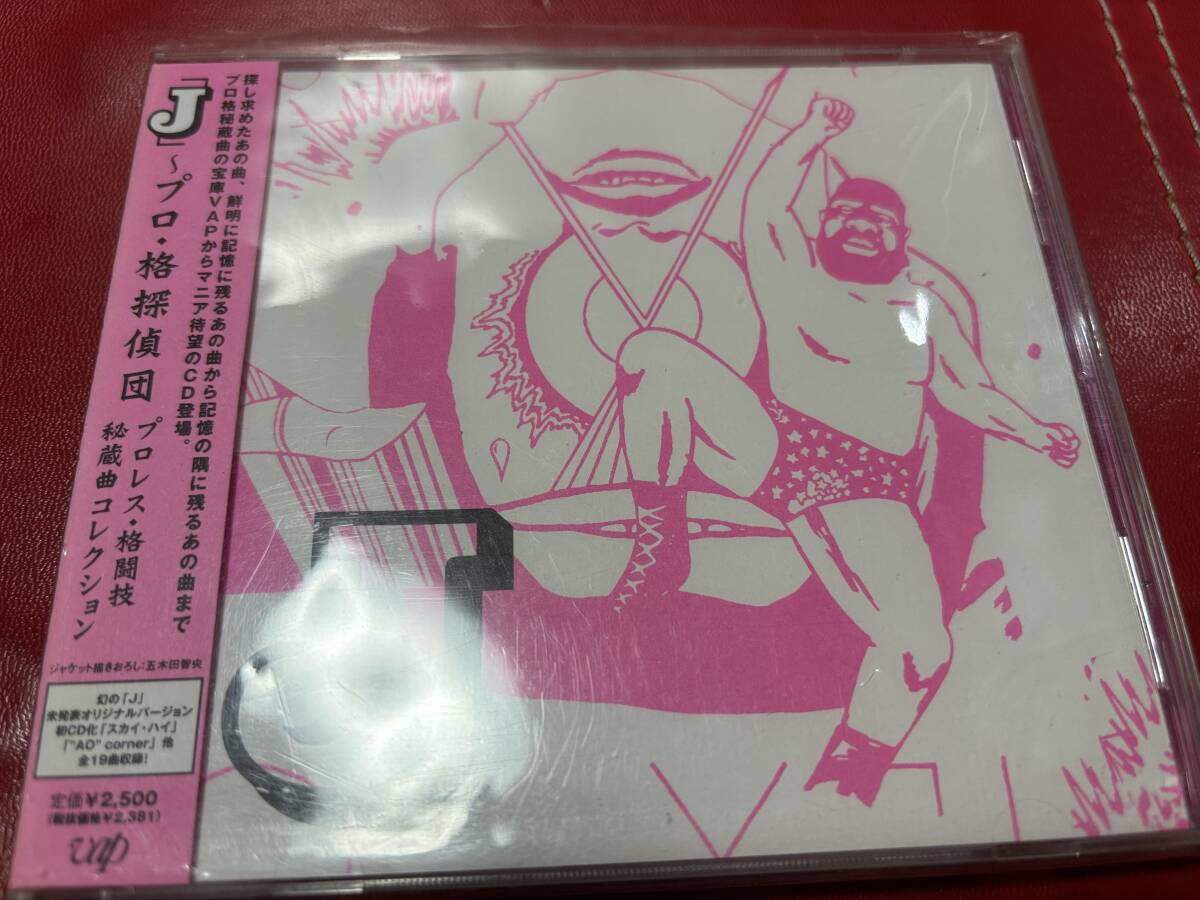 探し求めたあの曲、鮮明に記憶に残るあの曲から記憶の隅に残るあの曲まで
プロ格秘蔵曲の宝庫VAPからマニア待望のCD登場。
「J」～プロ・格探偵団
プロレス・格闘技
秘蔵曲コレクション
ジャケット描きおろし:五木田智央
幻の「J」
未発表オリジナルバージョン
初CD化「スカイ・ハイ」
「"AO" corner」他
全19曲収録!
定価¥2,500
(税抜価格¥2,381)
vap
J